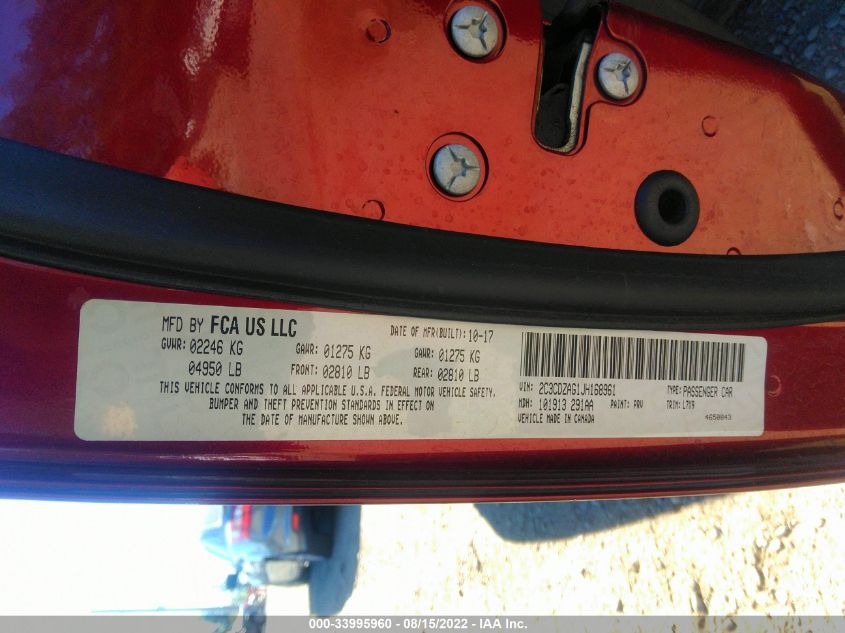 MFD BY FCA US LLC
DATE OF MFR(BUILT): 10-17
GVWR: 02246 KG GAWR: 01275 KG GAWR: 01275 KG
04950 LB FRONT: 02810 LB REAR: 02810 LB
THIS VEHICLE CONFORMS TO ALL APPLICABLE U.S.A. FEDERAL MOTOR VEHICLE SAFETY,
BUMPER AND THEFT PREVENTION STANDARDS IN EFFECT ON
THE DATE OF MANUFACTURE SHOWN ABOVE.
VIN: 2C3CDZAG1JH168961 TYPE: PASSENGER CAR
MDH: 101913 291AA PAINT: PRV TRIM: L7X9
VEHICLE MADE IN CANADA 4650843
000-33995960 - 08/15/2022 - IAA Inc.